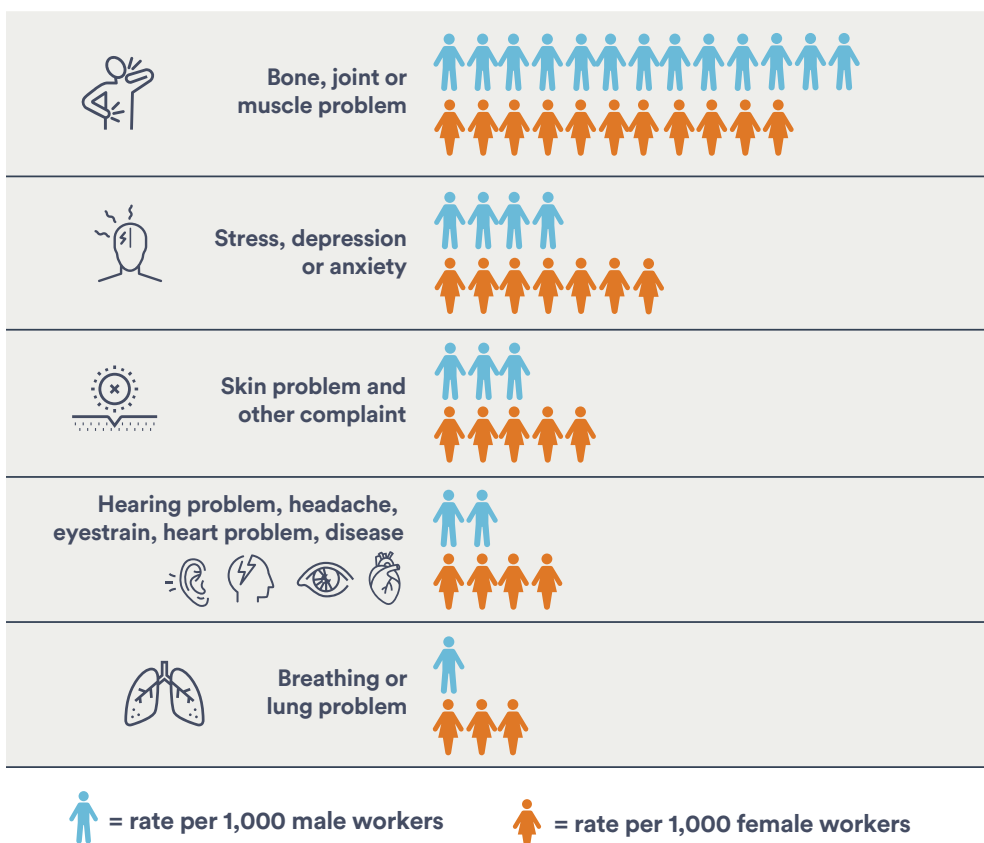 Bone, joint or
muscle problem
Stress, depression
or anxiety
Skin problem and
other complaint
Hearing problem, headache,
eyestrain, heart problem, disease
Breathing or
lung problem
= rate per 1,000 male workers
= rate per 1,000 female workers